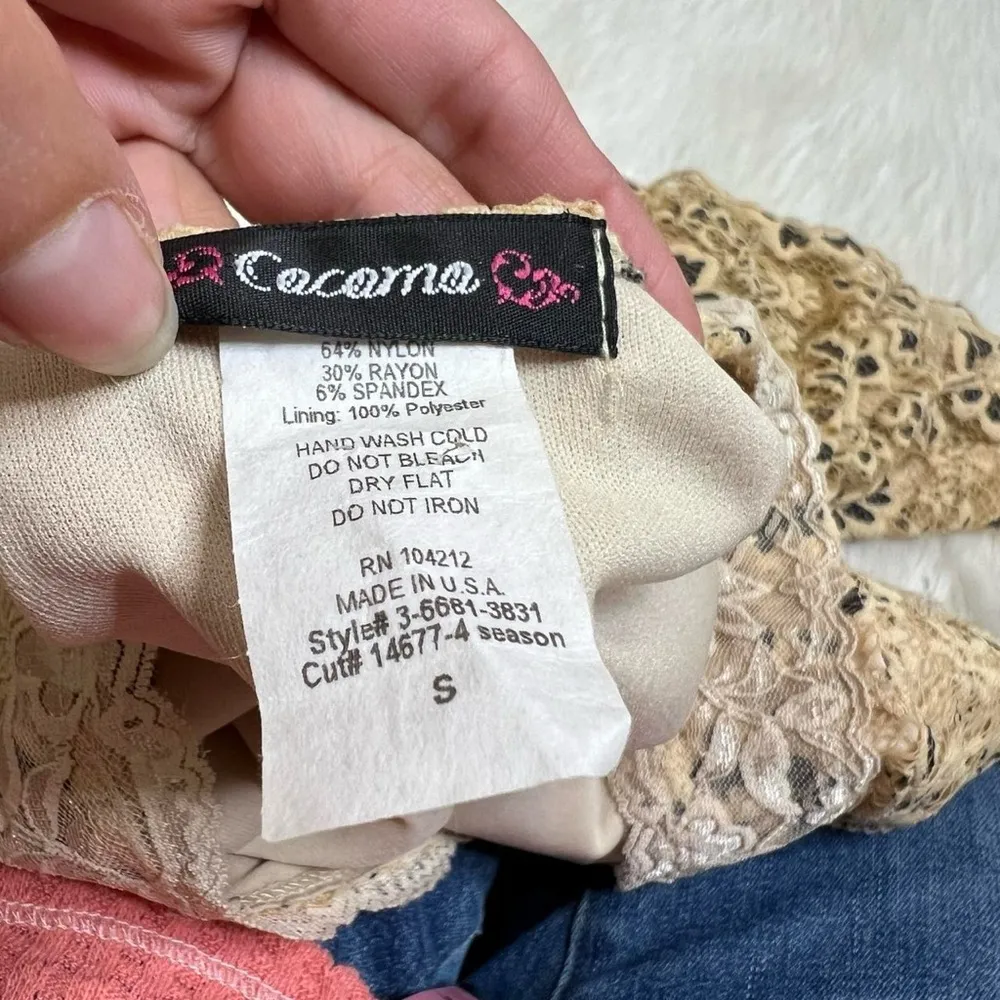 Cocomo
64% NYLON
30% RAYON
6% SPANDEX
Lining: 100% Polyester
HAND WASH COLD
DO NOT BLEACH
DRY FLAT
DO NOT IRON
RN 104212
MADE IN U.S.A.
Style# 3-6681-3831
Cut# 14677-4 season
S